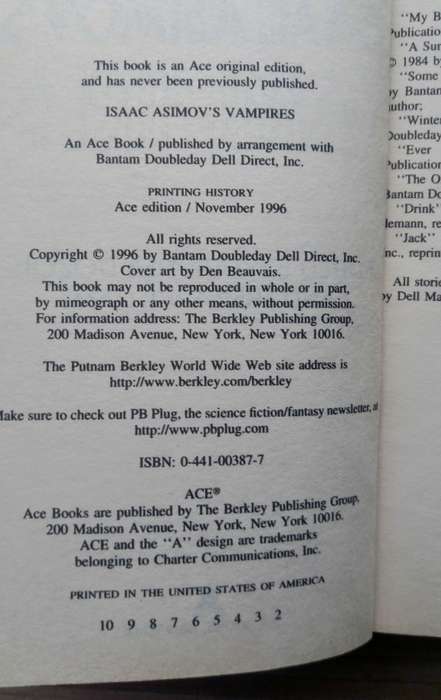 This book is an Ace original edition,
and has never been previously published.
ISAAC ASIMOV'S VAMPIRES
An Ace Book / published by arrangement with
Bantam Doubleday Dell Direct, Inc.
PRINTING HISTORY
Ace edition / November 1996
All rights reserved.
Copyright © 1996 by Bantam Doubleday Dell Direct, Inc.
Cover art by Den Beauvais.
This book may not be reproduced in whole or in part,
by mimeograph or any other means, without permission.
For information address: The Berkley Publishing Group,
200 Madison Avenue, New York, New York 10016.
The Putnam Berkley World Wide Web site address is
http://www.berkley.com/berkley
Make sure to check out PB Plug, the science fiction/fantasy newsletter, at
http://www.pbplug.com
ISBN: 0-441-00387-7
ACE®
Ace Books are published by The Berkley Publishing Group,
200 Madison Avenue, New York, New York 10016.
ACE and the "A" design are trademarks
belonging to Charter Communications, Inc.
PRINTED IN THE UNITED STATES OF AMERICA
10 9 8 7 6 5 4 3 2
"My B
Publication
"A Sur
© 1984 by
"Some
by Bantam
author;
"Winter
Doubleday
"Ever
Publication
"The O
Bantam Do
"Drink"
lemann, re
"Jack"
Inc., reprin
All storie
by Dell Ma